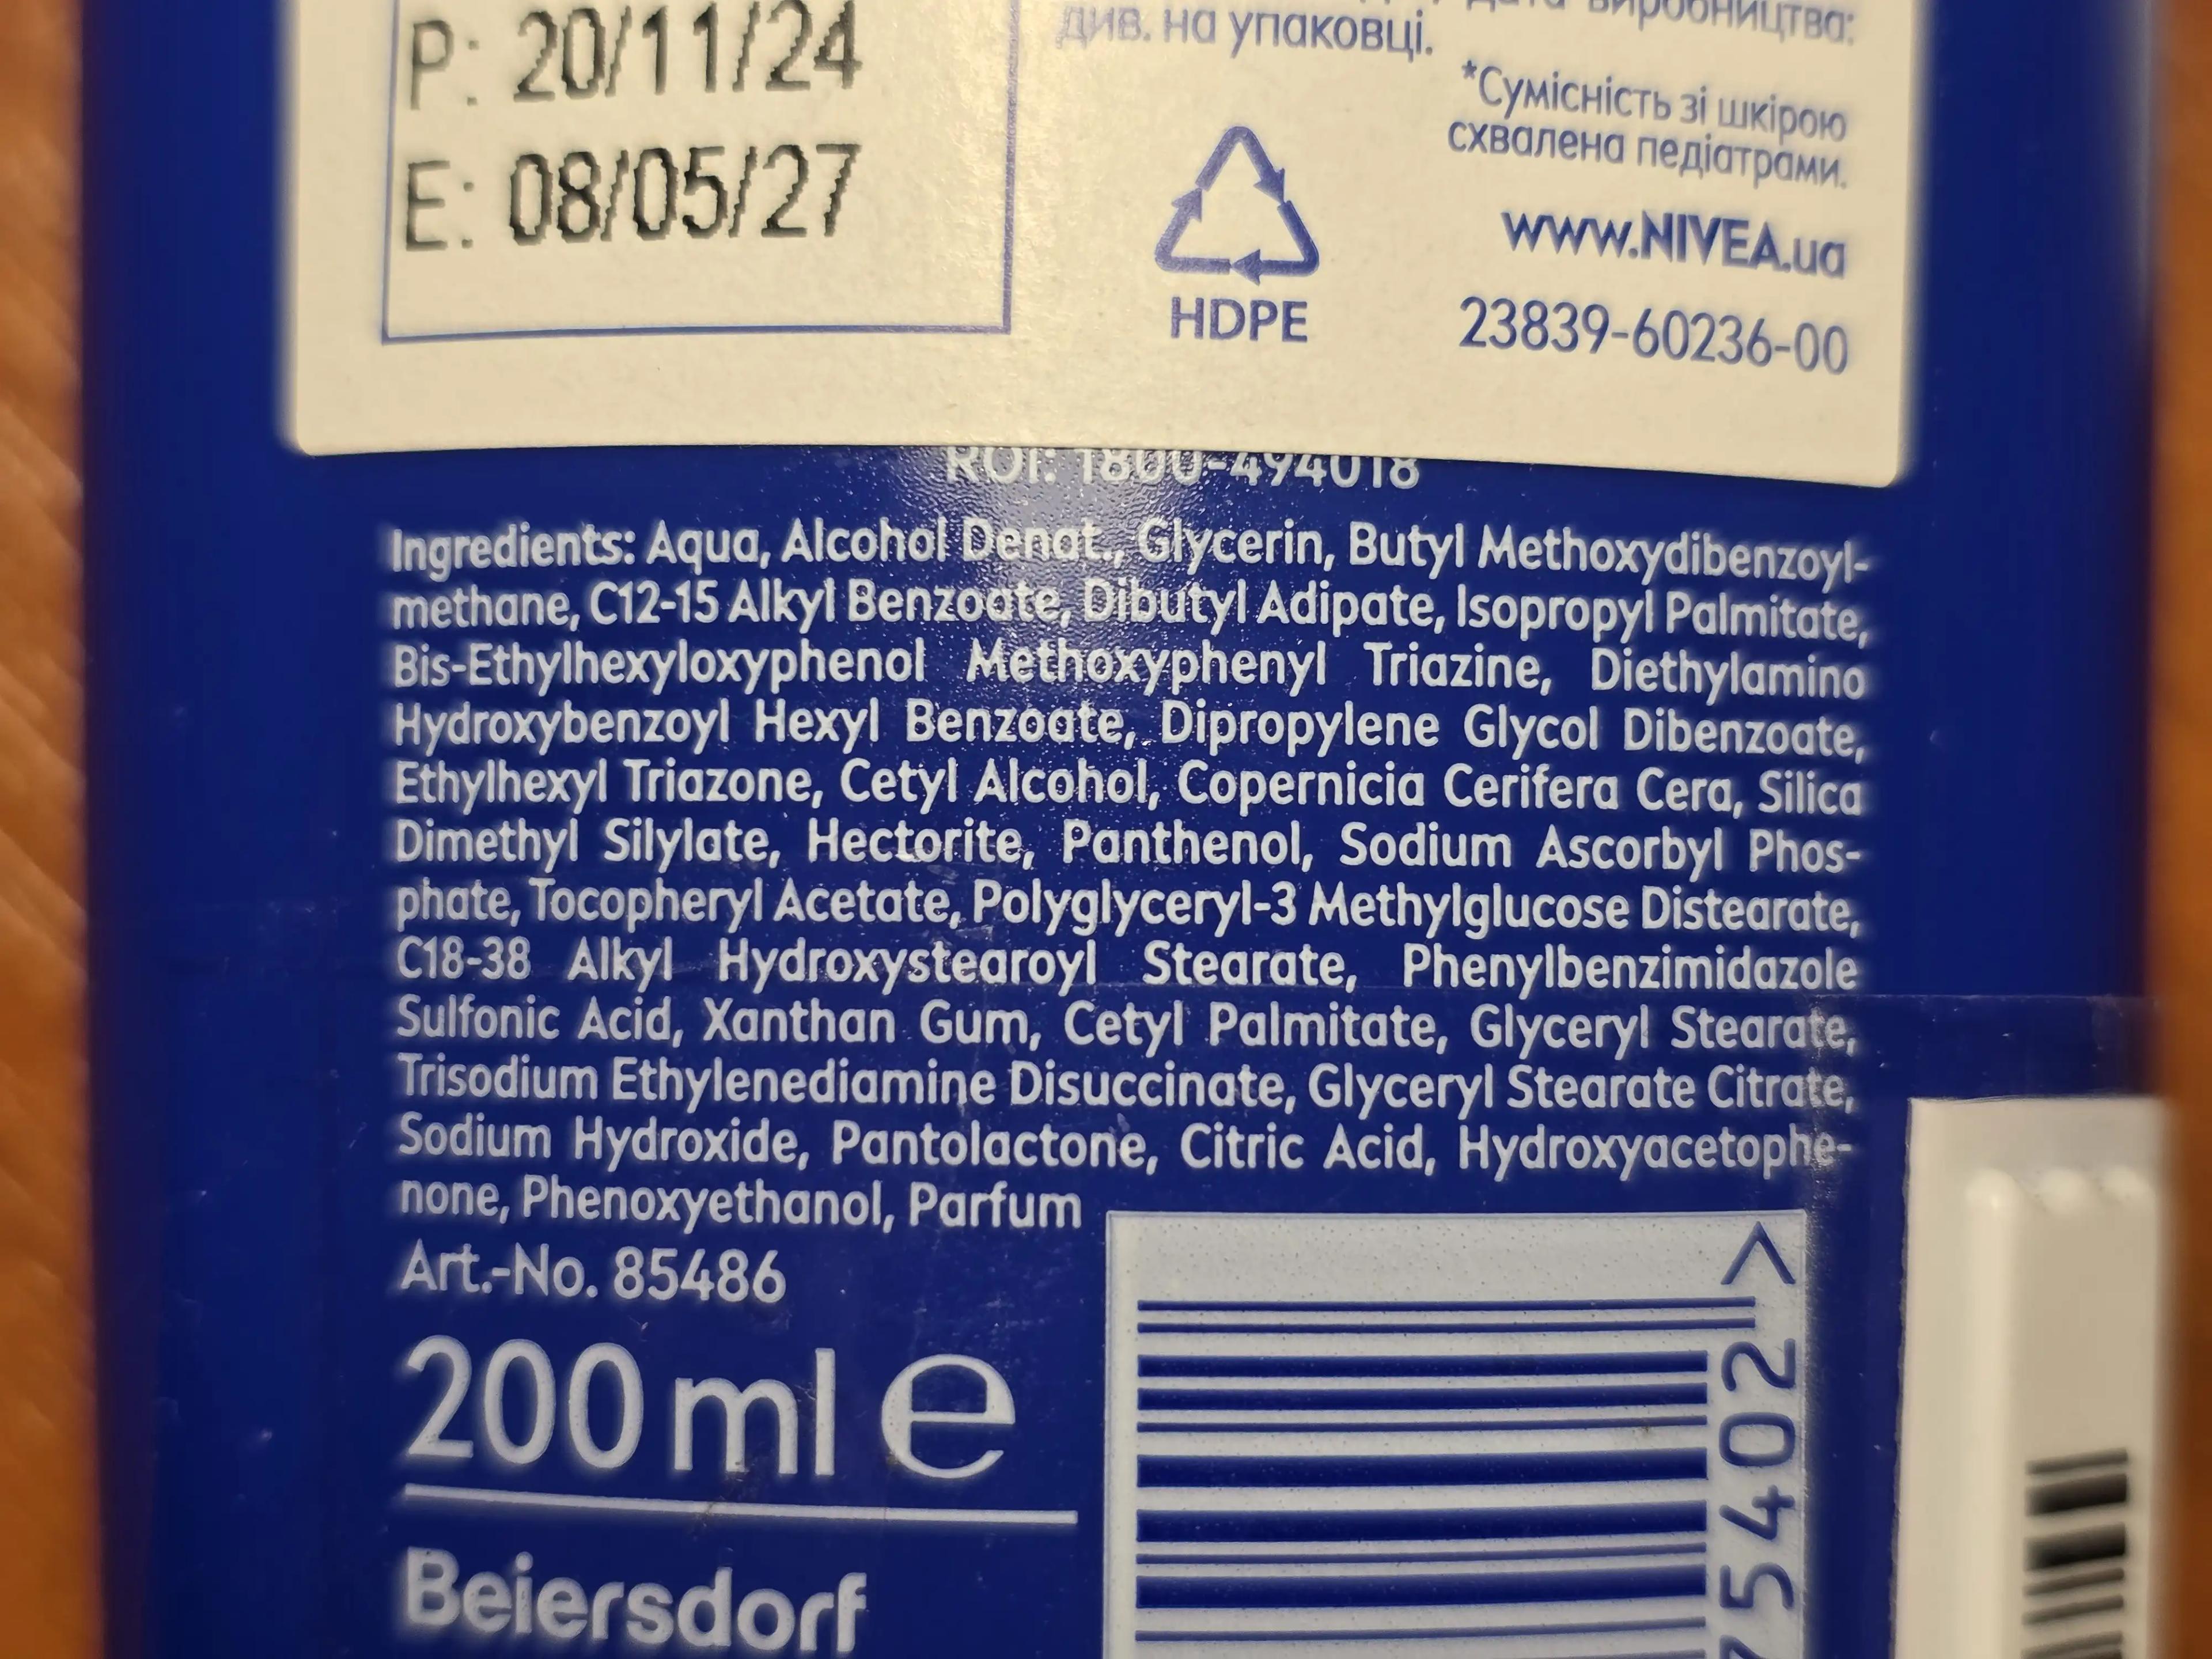 P: 20/11/24
E: 08/05/27
виробництва:
див. на упаковці.
*Сумісність зі шкірою
схвалена педіатрами.
www.NIVEA.ua
HDPE
23839-60236-00
ROI: 1800-494018
Ingredients: Aqua, Alcohol Denat., Glycerin, Butyl Methoxydibenzoyl-
methane, C12-15 Alkyl Benzoate, Dibutyl Adipate, Isopropyl Palmitate,
Bis-Ethylhexyloxyphenol Methoxyphenyl Triazine, Diethylamino
Hydroxybenzoyl Hexyl Benzoate, Dipropylene Glycol Dibenzoate,
Ethylhexyl Triazone, Cetyl Alcohol, Copernicia Cerifera Cera, Silica
Dimethyl Silylate, Hectorite, Panthenol, Sodium Ascorbyl Phos-
phate, Tocopheryl Acetate, Polyglyceryl-3 Methylglucose Distearate,
C18-38 Alkyl Hydroxystearoyl Stearate, Phenylbenzimidazole
Sulfonic Acid, Xanthan Gum, Cetyl Palmitate, Glyceryl Stearate,
Trisodium Ethylenediamine Disuccinate, Glyceryl Stearate Citrate,
Sodium Hydroxide, Pantolactone, Citric Acid, Hydroxyacetophe-
none, Phenoxyethanol, Parfum
Art.-No. 85486
200 ml e
Beiersdorf
75402 >